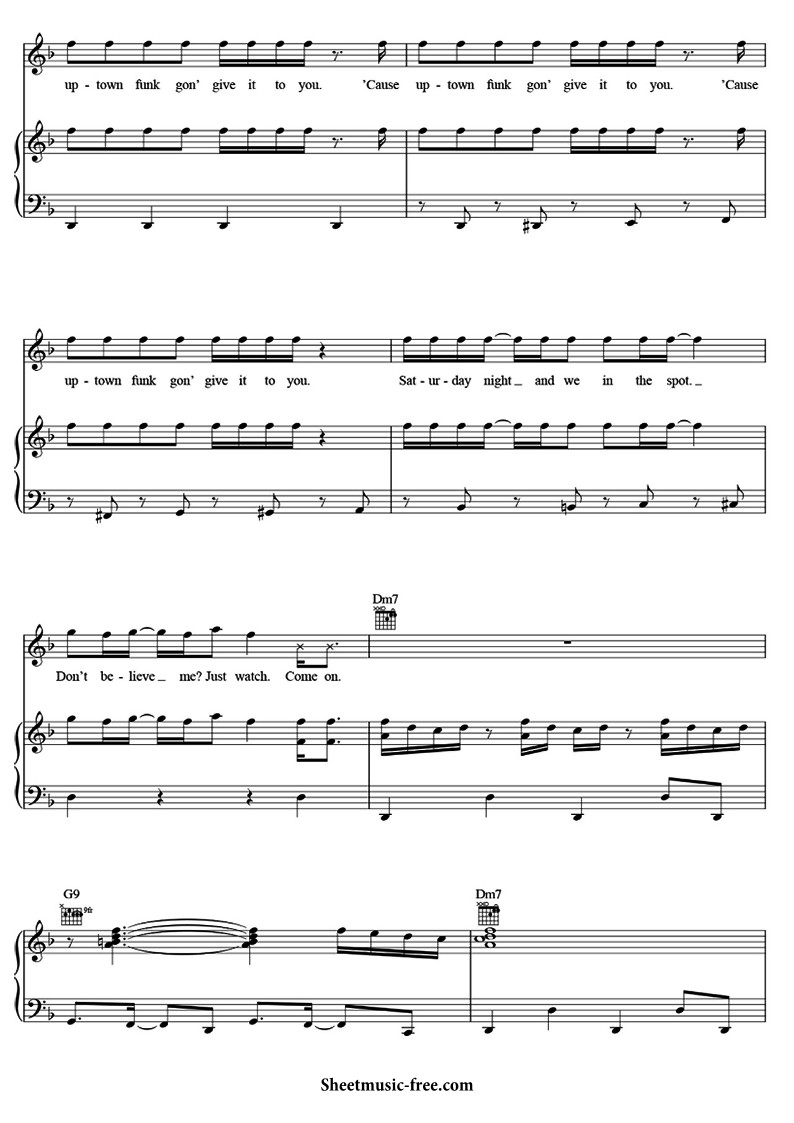 up - town funk gon' give it to you. 'Cause up - town funk gon' give it to you. 'Cause
up - town funk gon' give it to you. Sat - ur - day night_ and we in the spot._
Dm7
Don't be - lieve_ me? Just watch. Come on.
G9 Dm7
9fr
Sheetmusic-free.com